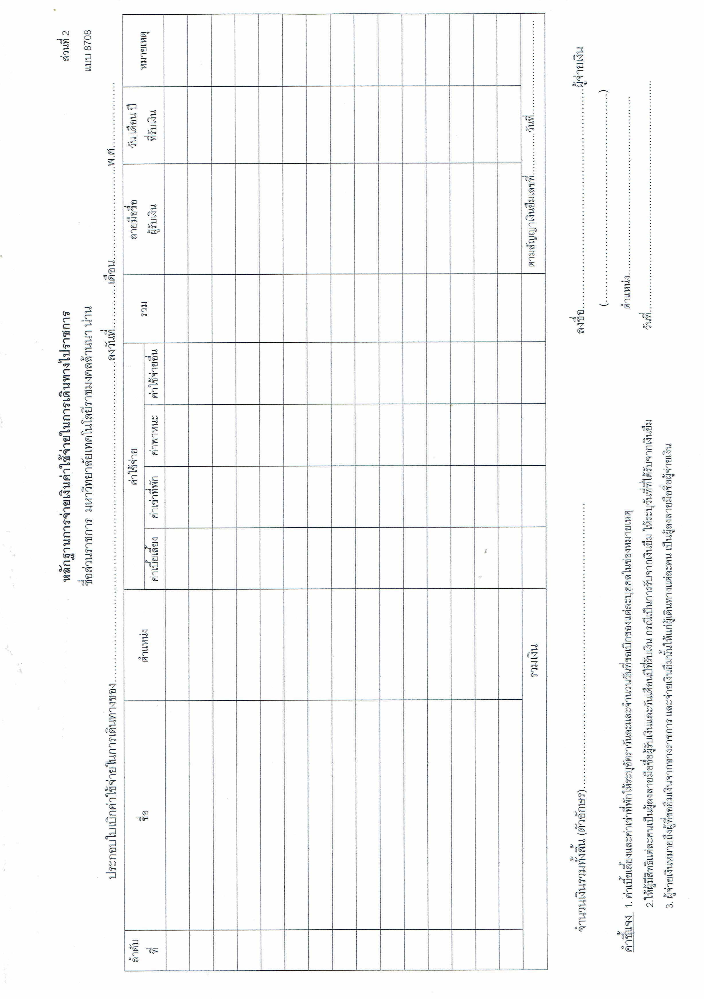 ส่วนที่ 2
หลักฐานการจ่ายเงินค่าใช้จ่ายในการเดินทางไปราชการ
แบบ 8708
ชื่อส่วนราชการ มหาวิทยาลัยเทคโนโลยีราชมงคลล้านนา น่าน
ประกอบใบเบิกค่าใช้จ่ายในการเดินทางของ..........ลงวันที่..........เดือน..........พ.ศ...........
ลำดับ
ที่
ชื่อ
ตำแหน่ง
ค่าใช้จ่าย
ค่าเบี้ยเลี้ยง
ค่าเช่าที่พัก
ค่าพาหนะ
ค่าใช้จ่ายอื่น
รวม
ลายมือชื่อ
ผู้รับเงิน
วัน เดือน ปี
ที่รับเงิน
หมายเหตุ
รวมเงิน
ตามสัญญาเงินยืมเลขที่..........วันที่..........
จำนวนเงินรวมทั้งสิ้น (ตัวอักษร)..........
ลงชื่อ..........ผู้จ่ายเงิน
(..........)
ตำแหน่ง..........
วันที่..........
คำชี้แจง 1. ค่าเบี้ยเลี้ยงและค่าเช่าที่พักให้ระบุอัตราวันละและจำนวนวันที่ขอเบิกของแต่ละบุคคลในช่องหมายเหตุ
2.ให้ผู้มีสิทธิแต่ละคนเป็นผู้ลงลายมือชื่อผู้รับเงินและวันเดือนปีที่รับเงิน กรณีเป็นการรับจากเงินยืม ให้ระบุวันที่ที่ได้รับจากเงินยืม
3. ผู้จ่ายเงินหมายถึงผู้ที่ขอยืมเงินจากทางราชการ และจ่ายเงินยืมนั้นให้แก่ผู้เดินทางแต่ละคน เป็นผู้ลงลายมือชื่อผู้จ่ายเงิน